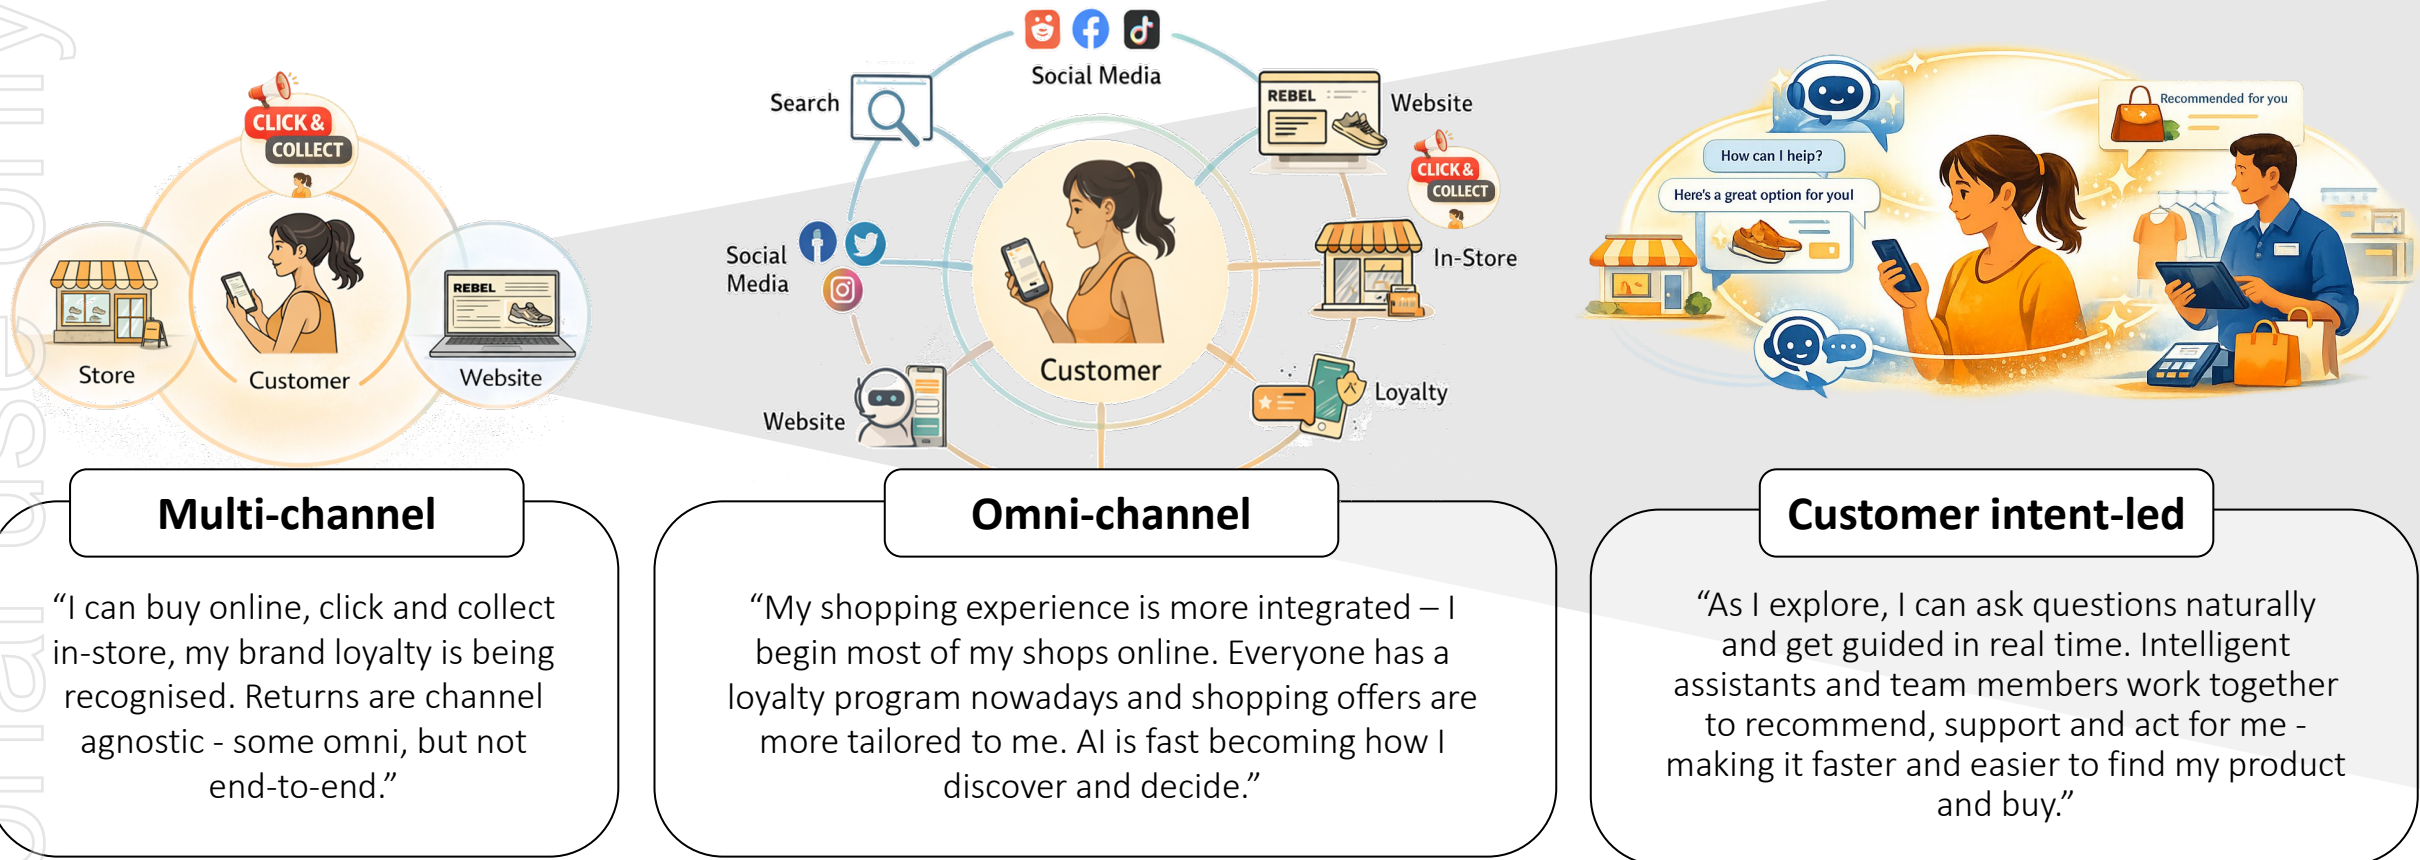 CLICK &
COLLECT
Store
Customer
REBEL
Website
Social Media
Search
REBEL
Website
CLICK &
COLLECT
Social
Media
In-Store
Customer
Loyalty
Website
Recommended for you
How can I heip?
Here's a great option for youl
Multi-channel
“I can buy online, click and collect
in-store, my brand loyalty is being
recognised. Returns are channel
agnostic - some omni, but not
end-to-end.”
Omni-channel
“My shopping experience is more integrated – I
begin most of my shops online. Everyone has a
loyalty program nowadays and shopping offers are
more tailored to me. AI is fast becoming how I
discover and decide.”
Customer intent-led
“As I explore, I can ask questions naturally
and get guided in real time. Intelligent
assistants and team members work together
to recommend, support and act for me -
making it faster and easier to find my product
and buy.”